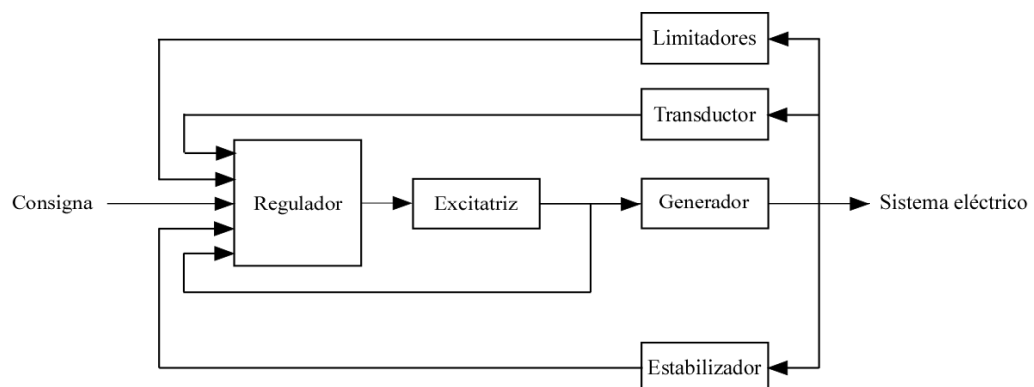 Limitadores
Transductor
Consigna
Regulador
Excitatriz
Generador
Sistema eléctrico
Estabilizador